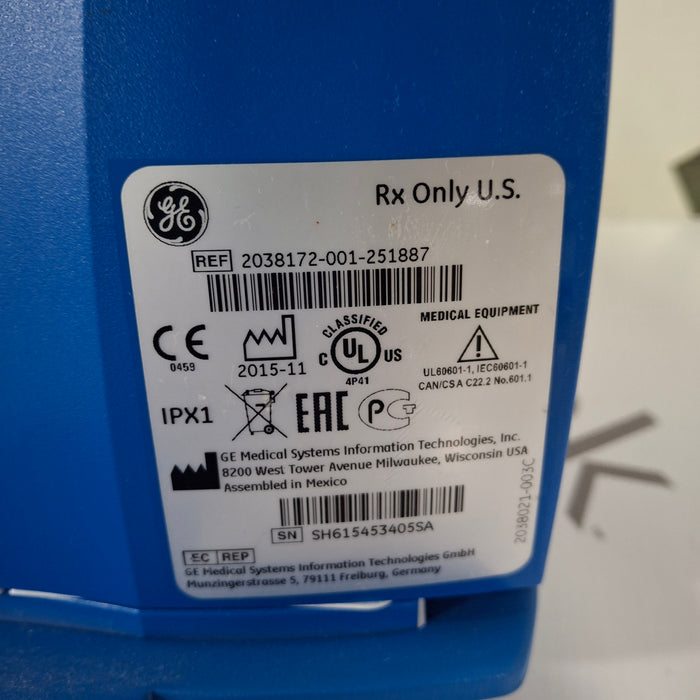 GE
Rx Only U.S.
REF 2038172-001-251887
CE 0459
2015-11
CLASSIFIED
C UL US
4P41
MEDICAL EQUIPMENT
UL60601-1, IEC60601-1
CAN/CSA C22.2 No.601.1
IPX1
EAC
PCT
GE Medical Systems Information Technologies, Inc.
8200 West Tower Avenue Milwaukee, Wisconsin USA
Assembled in Mexico
SN SH615453405SA
2038021-003C
EC REP
GE Medical Systems Information Technologies GmbH
Munzingerstrasse 5, 79111 Freiburg, Germany